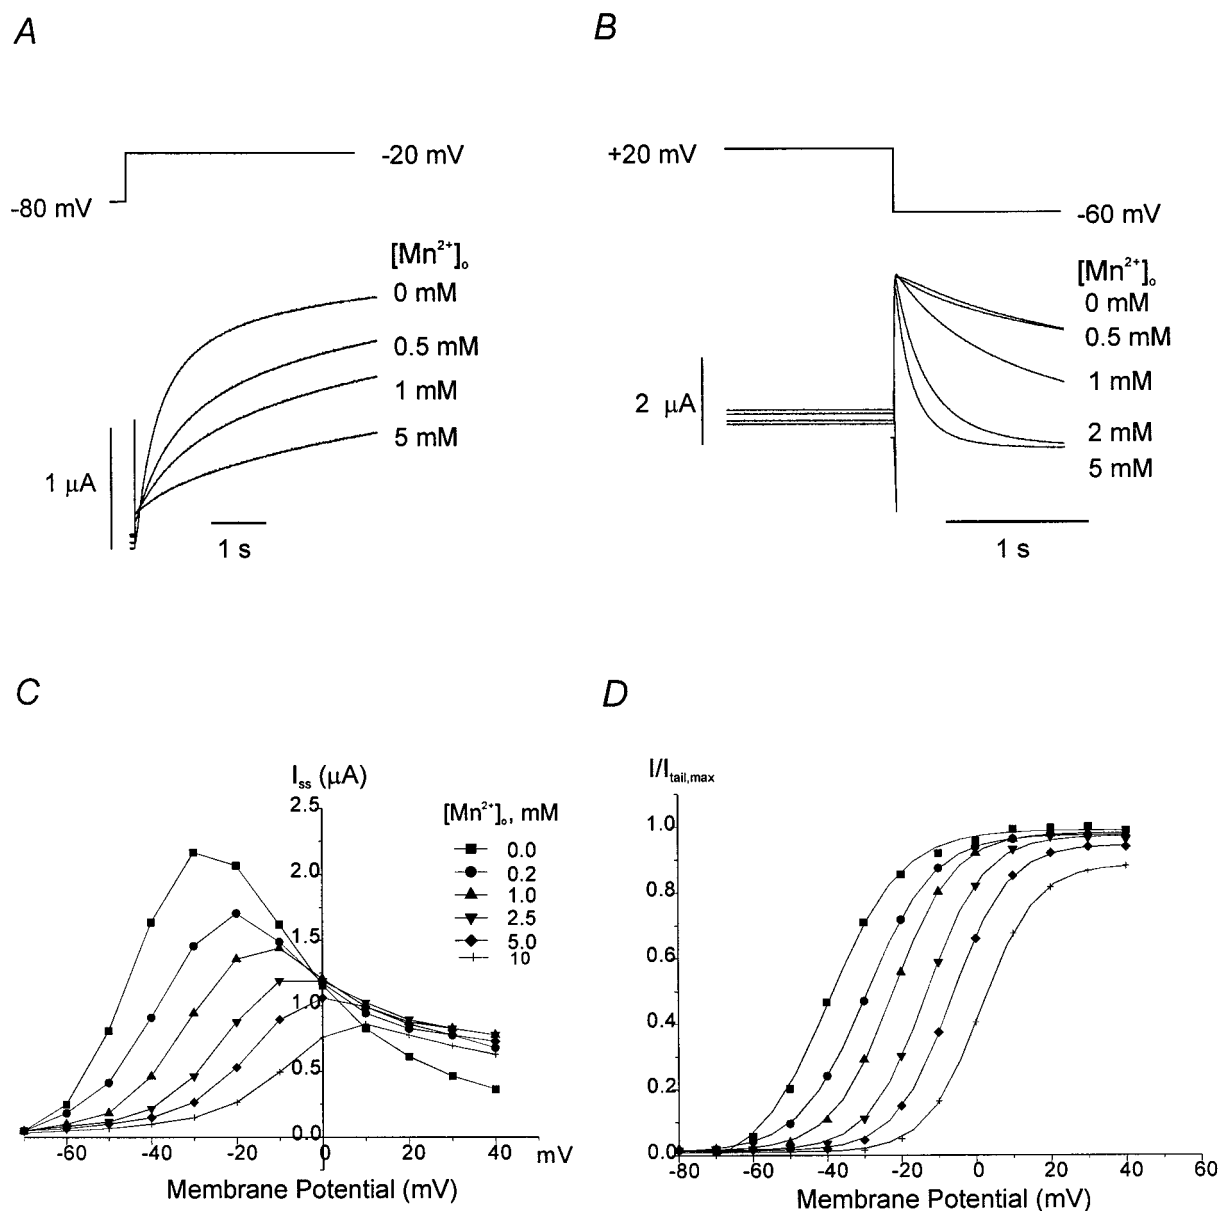 A
-20 mV
-80 mV
[Mn²⁺]ₒ
0 mM
0.5 mM
1 mM
5 mM
1 μA
1 s
B
+20 mV
-60 mV
[Mn²⁺]ₒ
0 mM
0.5 mM
1 mM
2 mM
5 mM
2 μA
1 s
C
Iss (μA)
2.5
2.0
1.5
1.0
0.5
0.0
[Mn²⁺]ₒ, mM
0.0
0.2
1.0
2.5
5.0
10
-60 -40 -20 0 20 40 mV
Membrane Potential (mV)
D
I/Itail,max
1.0
0.8
0.6
0.4
0.2
0.0
-80 -60 -40 -20 0 20 40 60
Membrane Potential (mV)